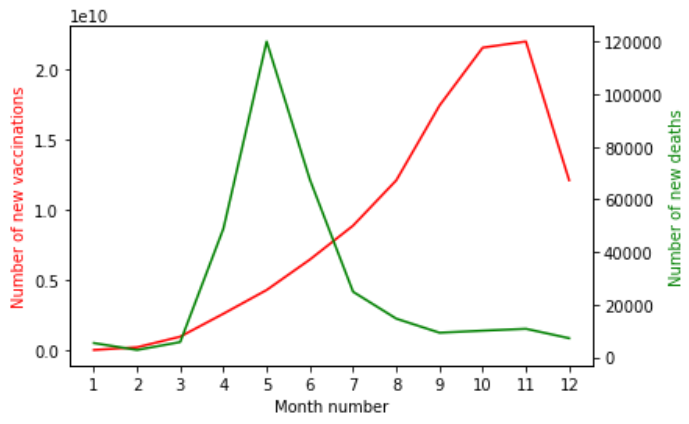 1e10
2.0
1.5
1.0
0.5
0.0
Number of new vaccinations
120000
100000
80000
60000
40000
20000
0
Number of new deaths
1 2 3 4 5 6 7 8 9 10 11 12
Month number